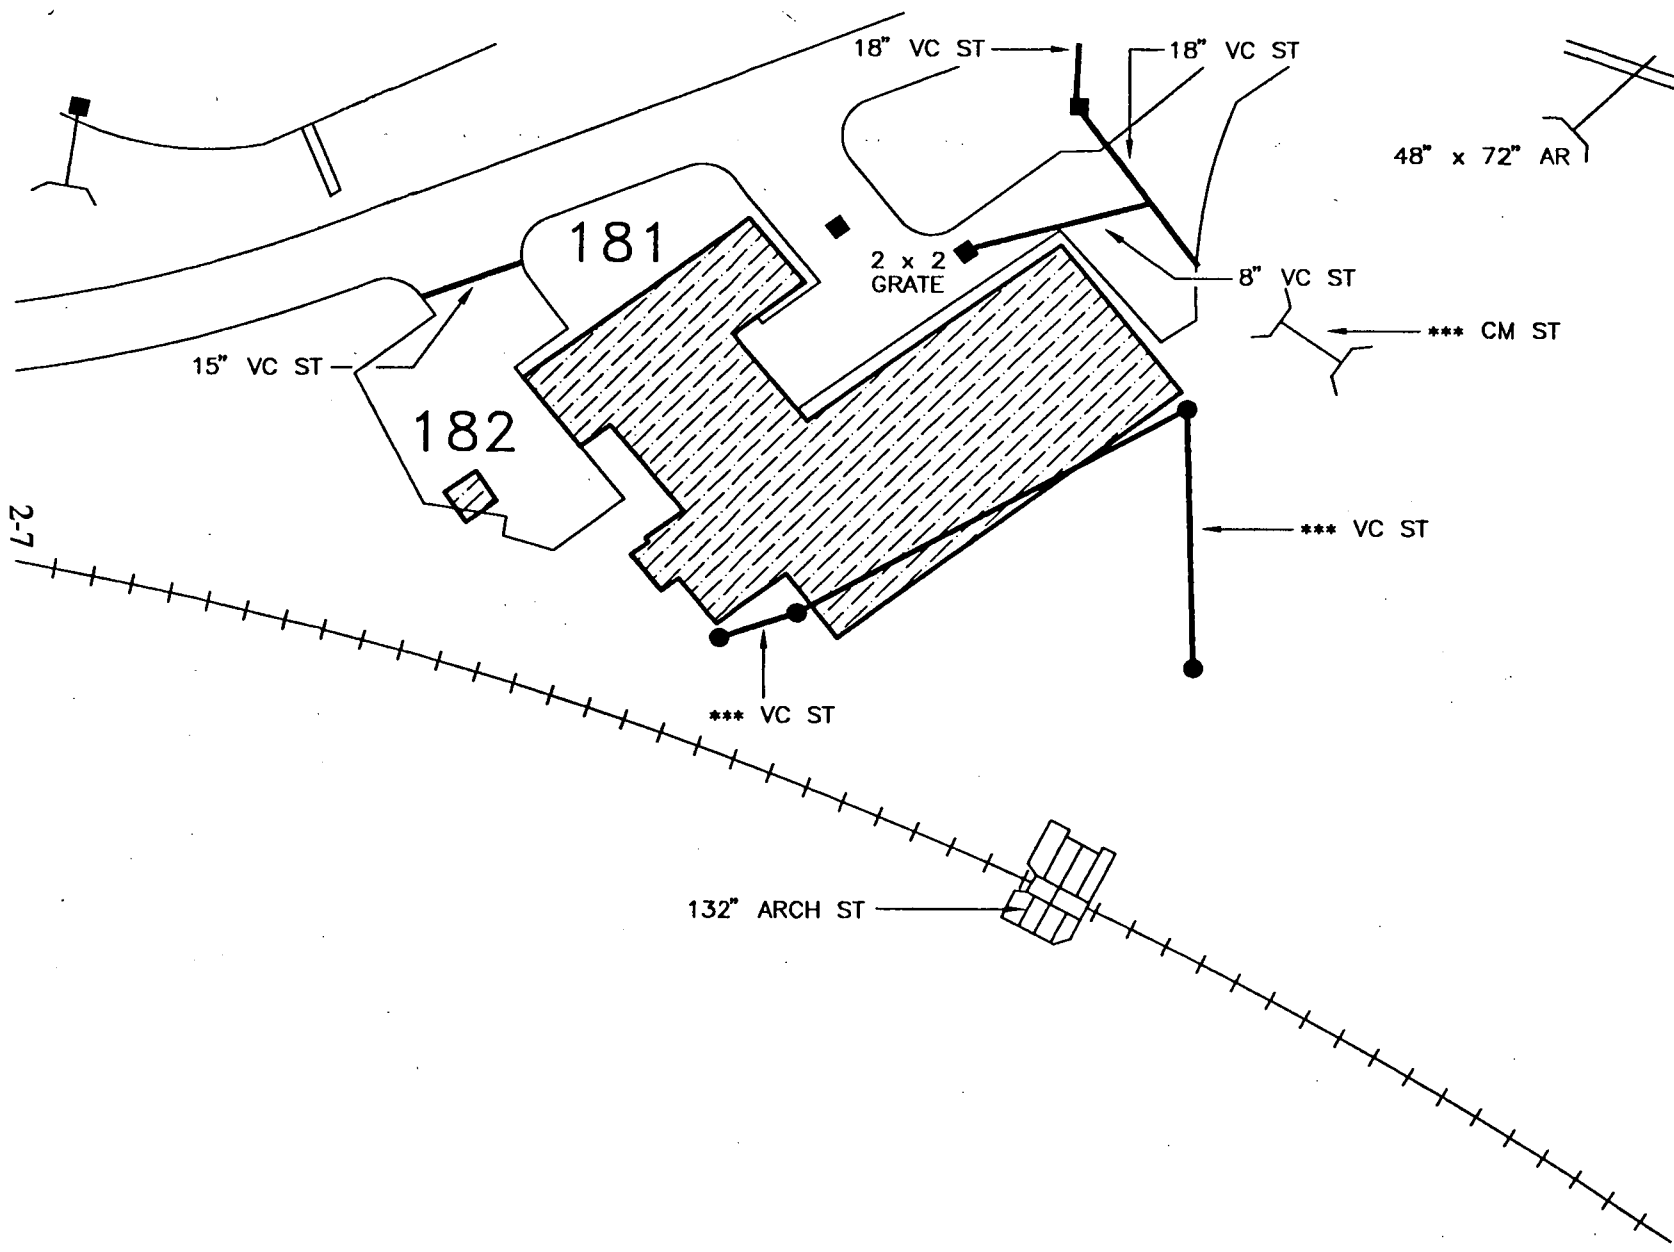 18" VC ST
18" VC ST
48" x 72" AR
181
2 x 2
GRATE
8" VC ST
*** CM ST
15" VC ST
182
2-7
*** VC ST
*** VC ST
132" ARCH ST